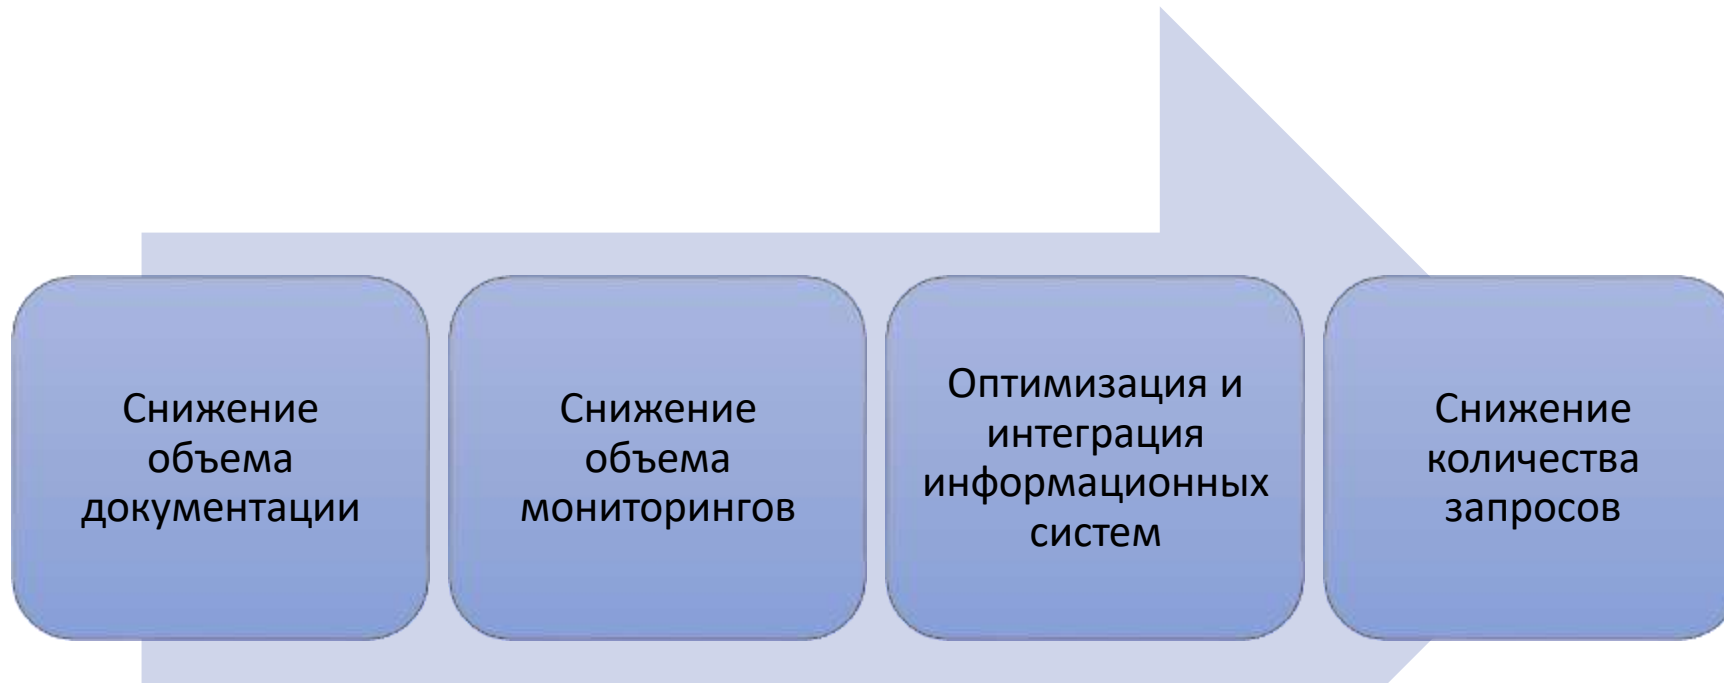 Снижение
объема
документации
Снижение
объема
мониторингов
Оптимизация и
интеграция
информационных
систем
Снижение
количества
запросов